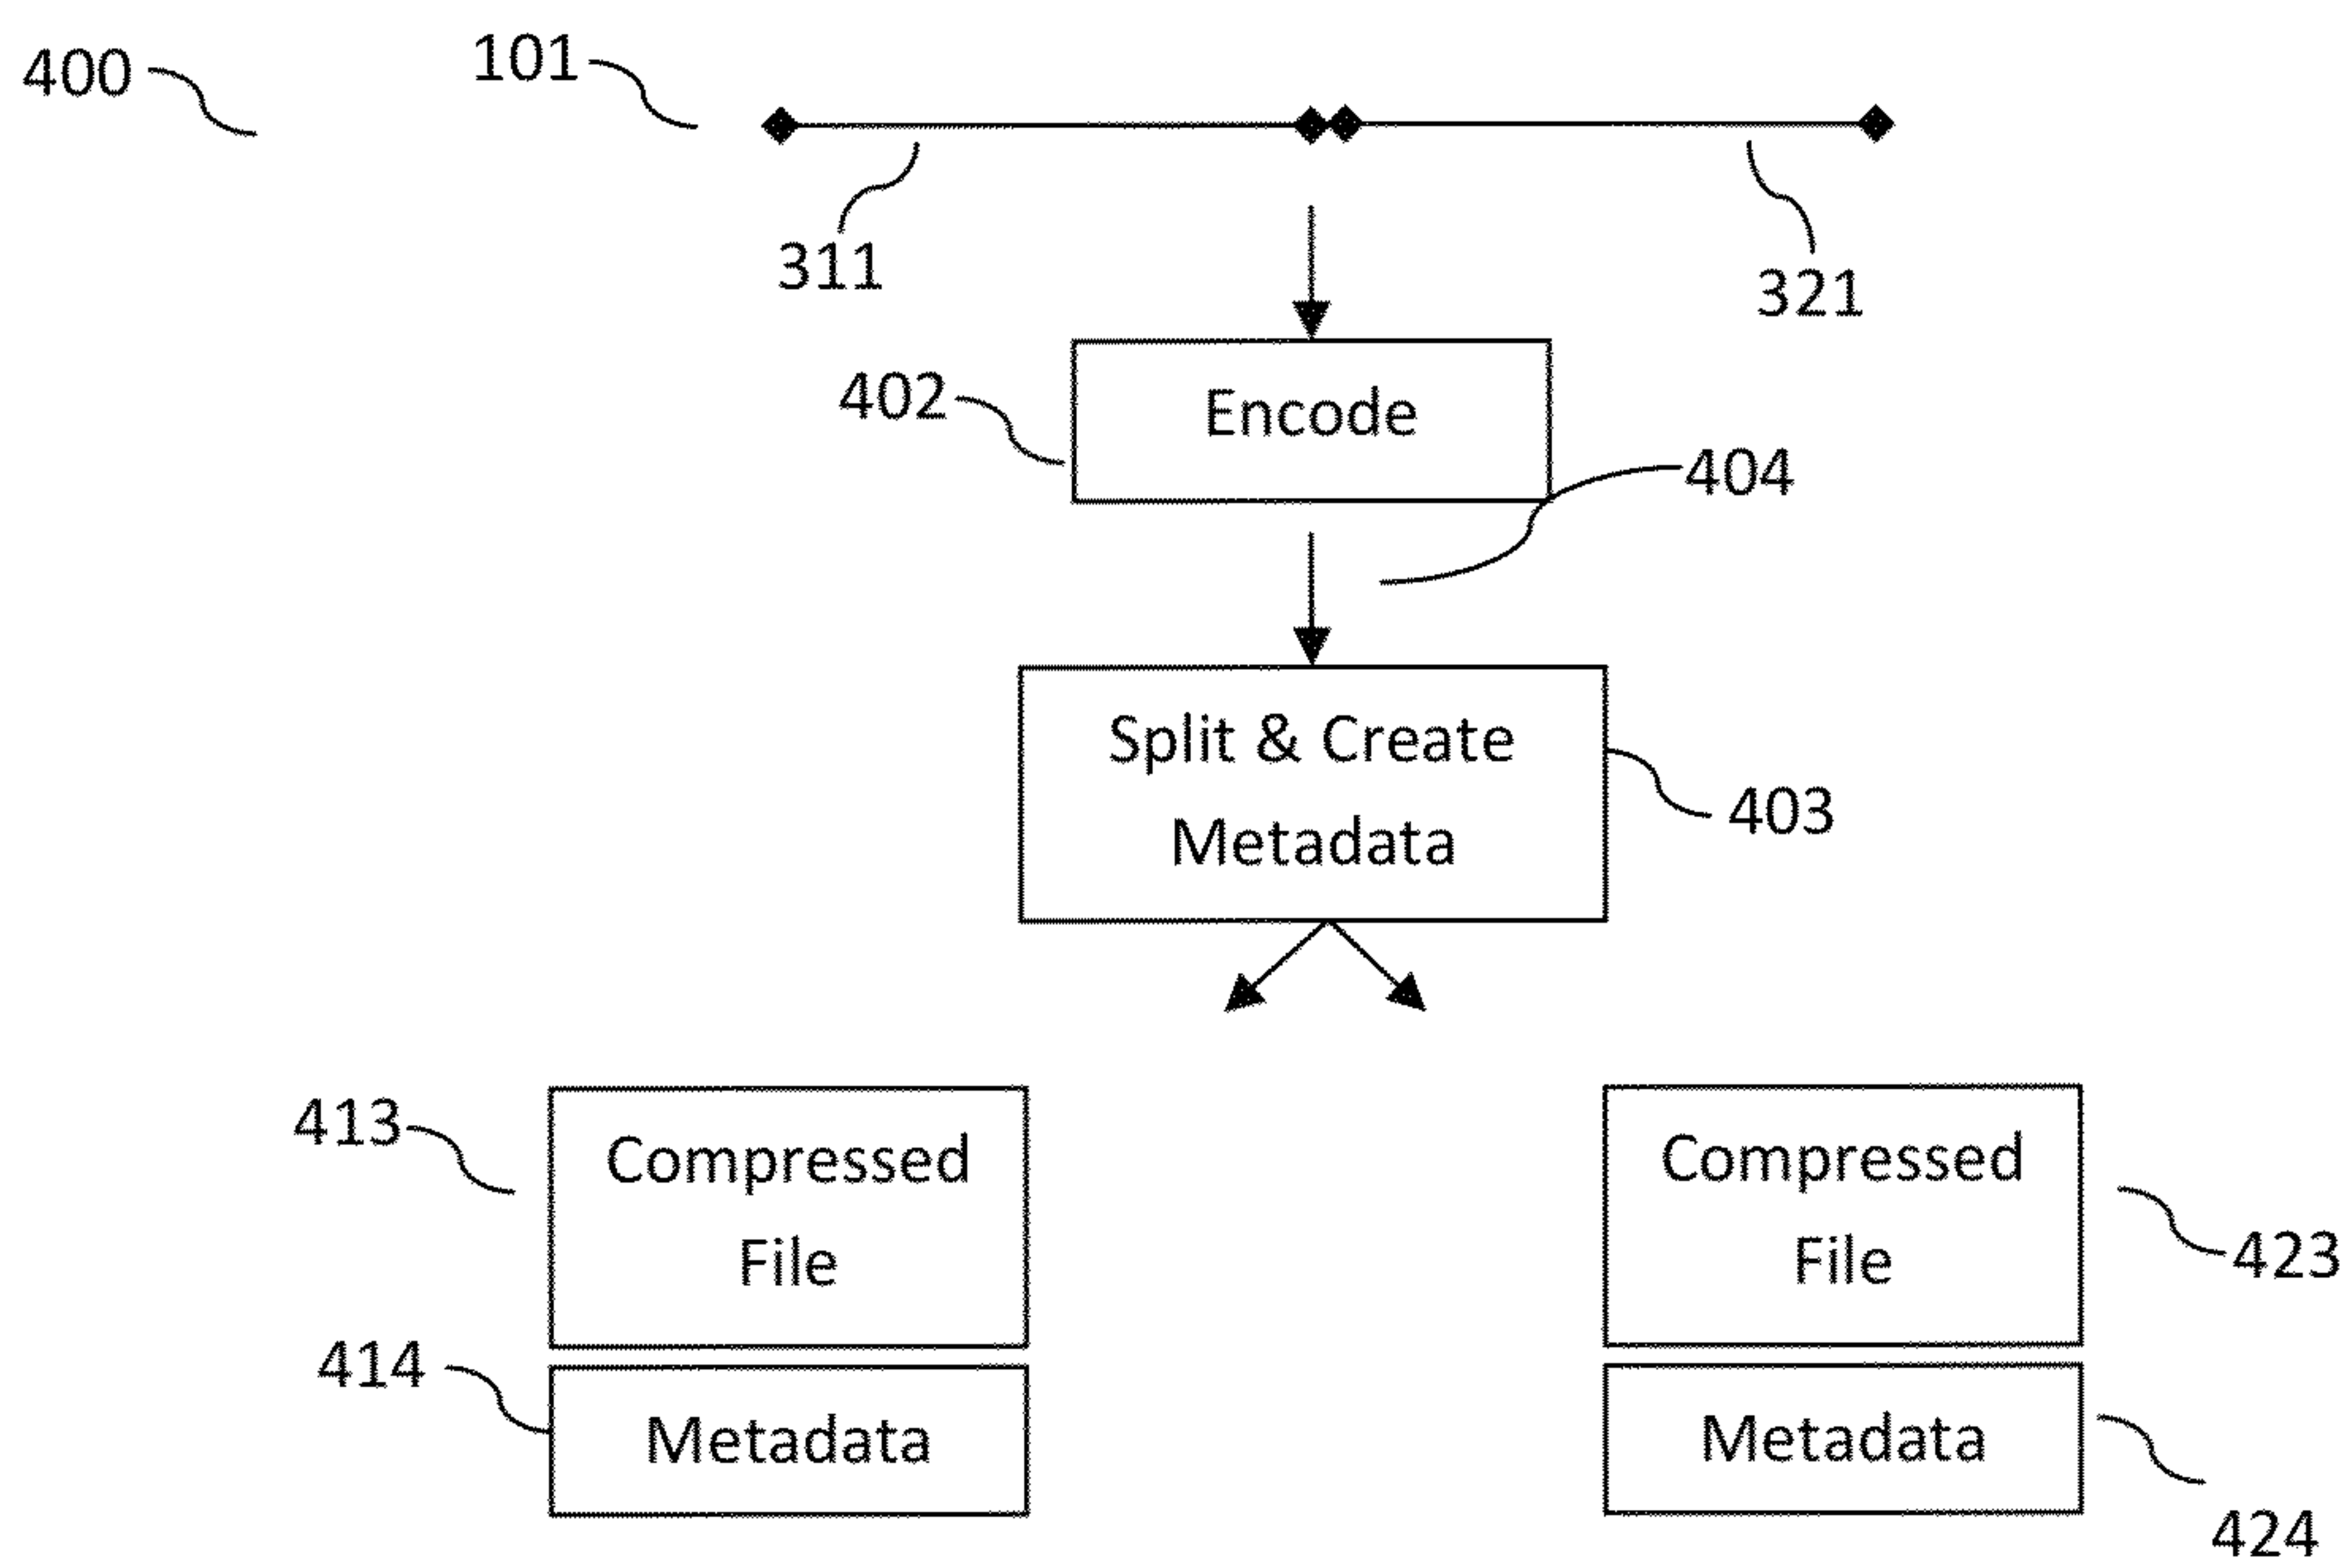 400
101
311
321
402
Encode
404
Split & Create
Metadata
403
413
Compressed
File
414
Metadata
Compressed
File
423
Metadata
424